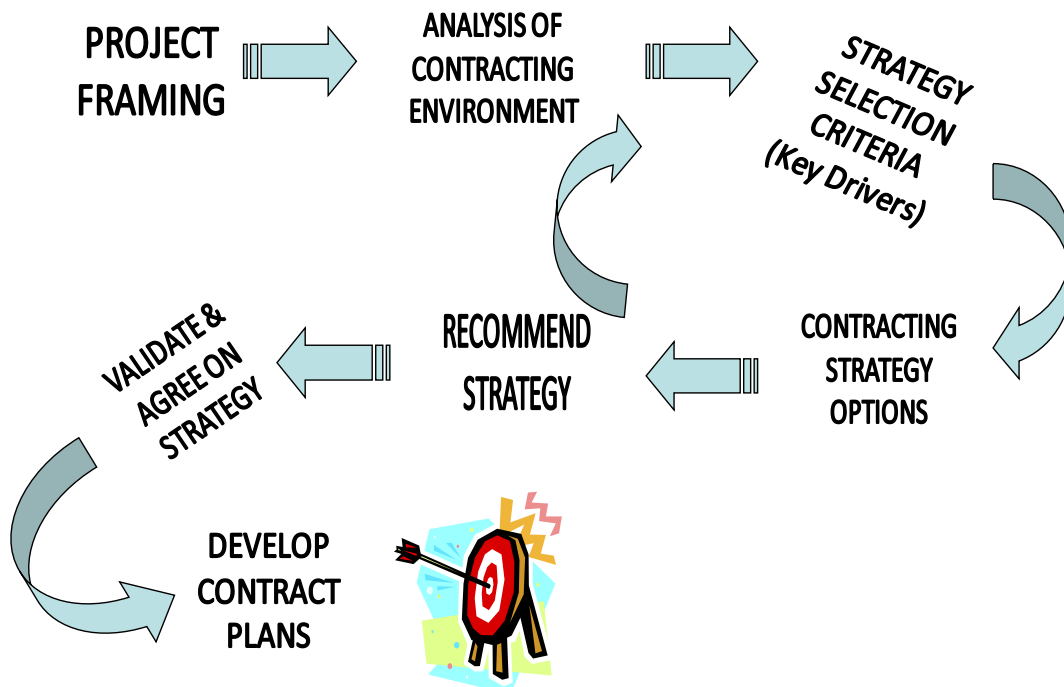 PROJECT
FRAMING
ANALYSIS OF
CONTRACTING
ENVIRONMENT
STRATEGY
SELECTION
CRITERIA
(Key Drivers)
CONTRACTING
STRATEGY
OPTIONS
RECOMMEND
STRATEGY
VALIDATE &
AGREE ON
STRATEGY
DEVELOP
CONTRACT
PLANS